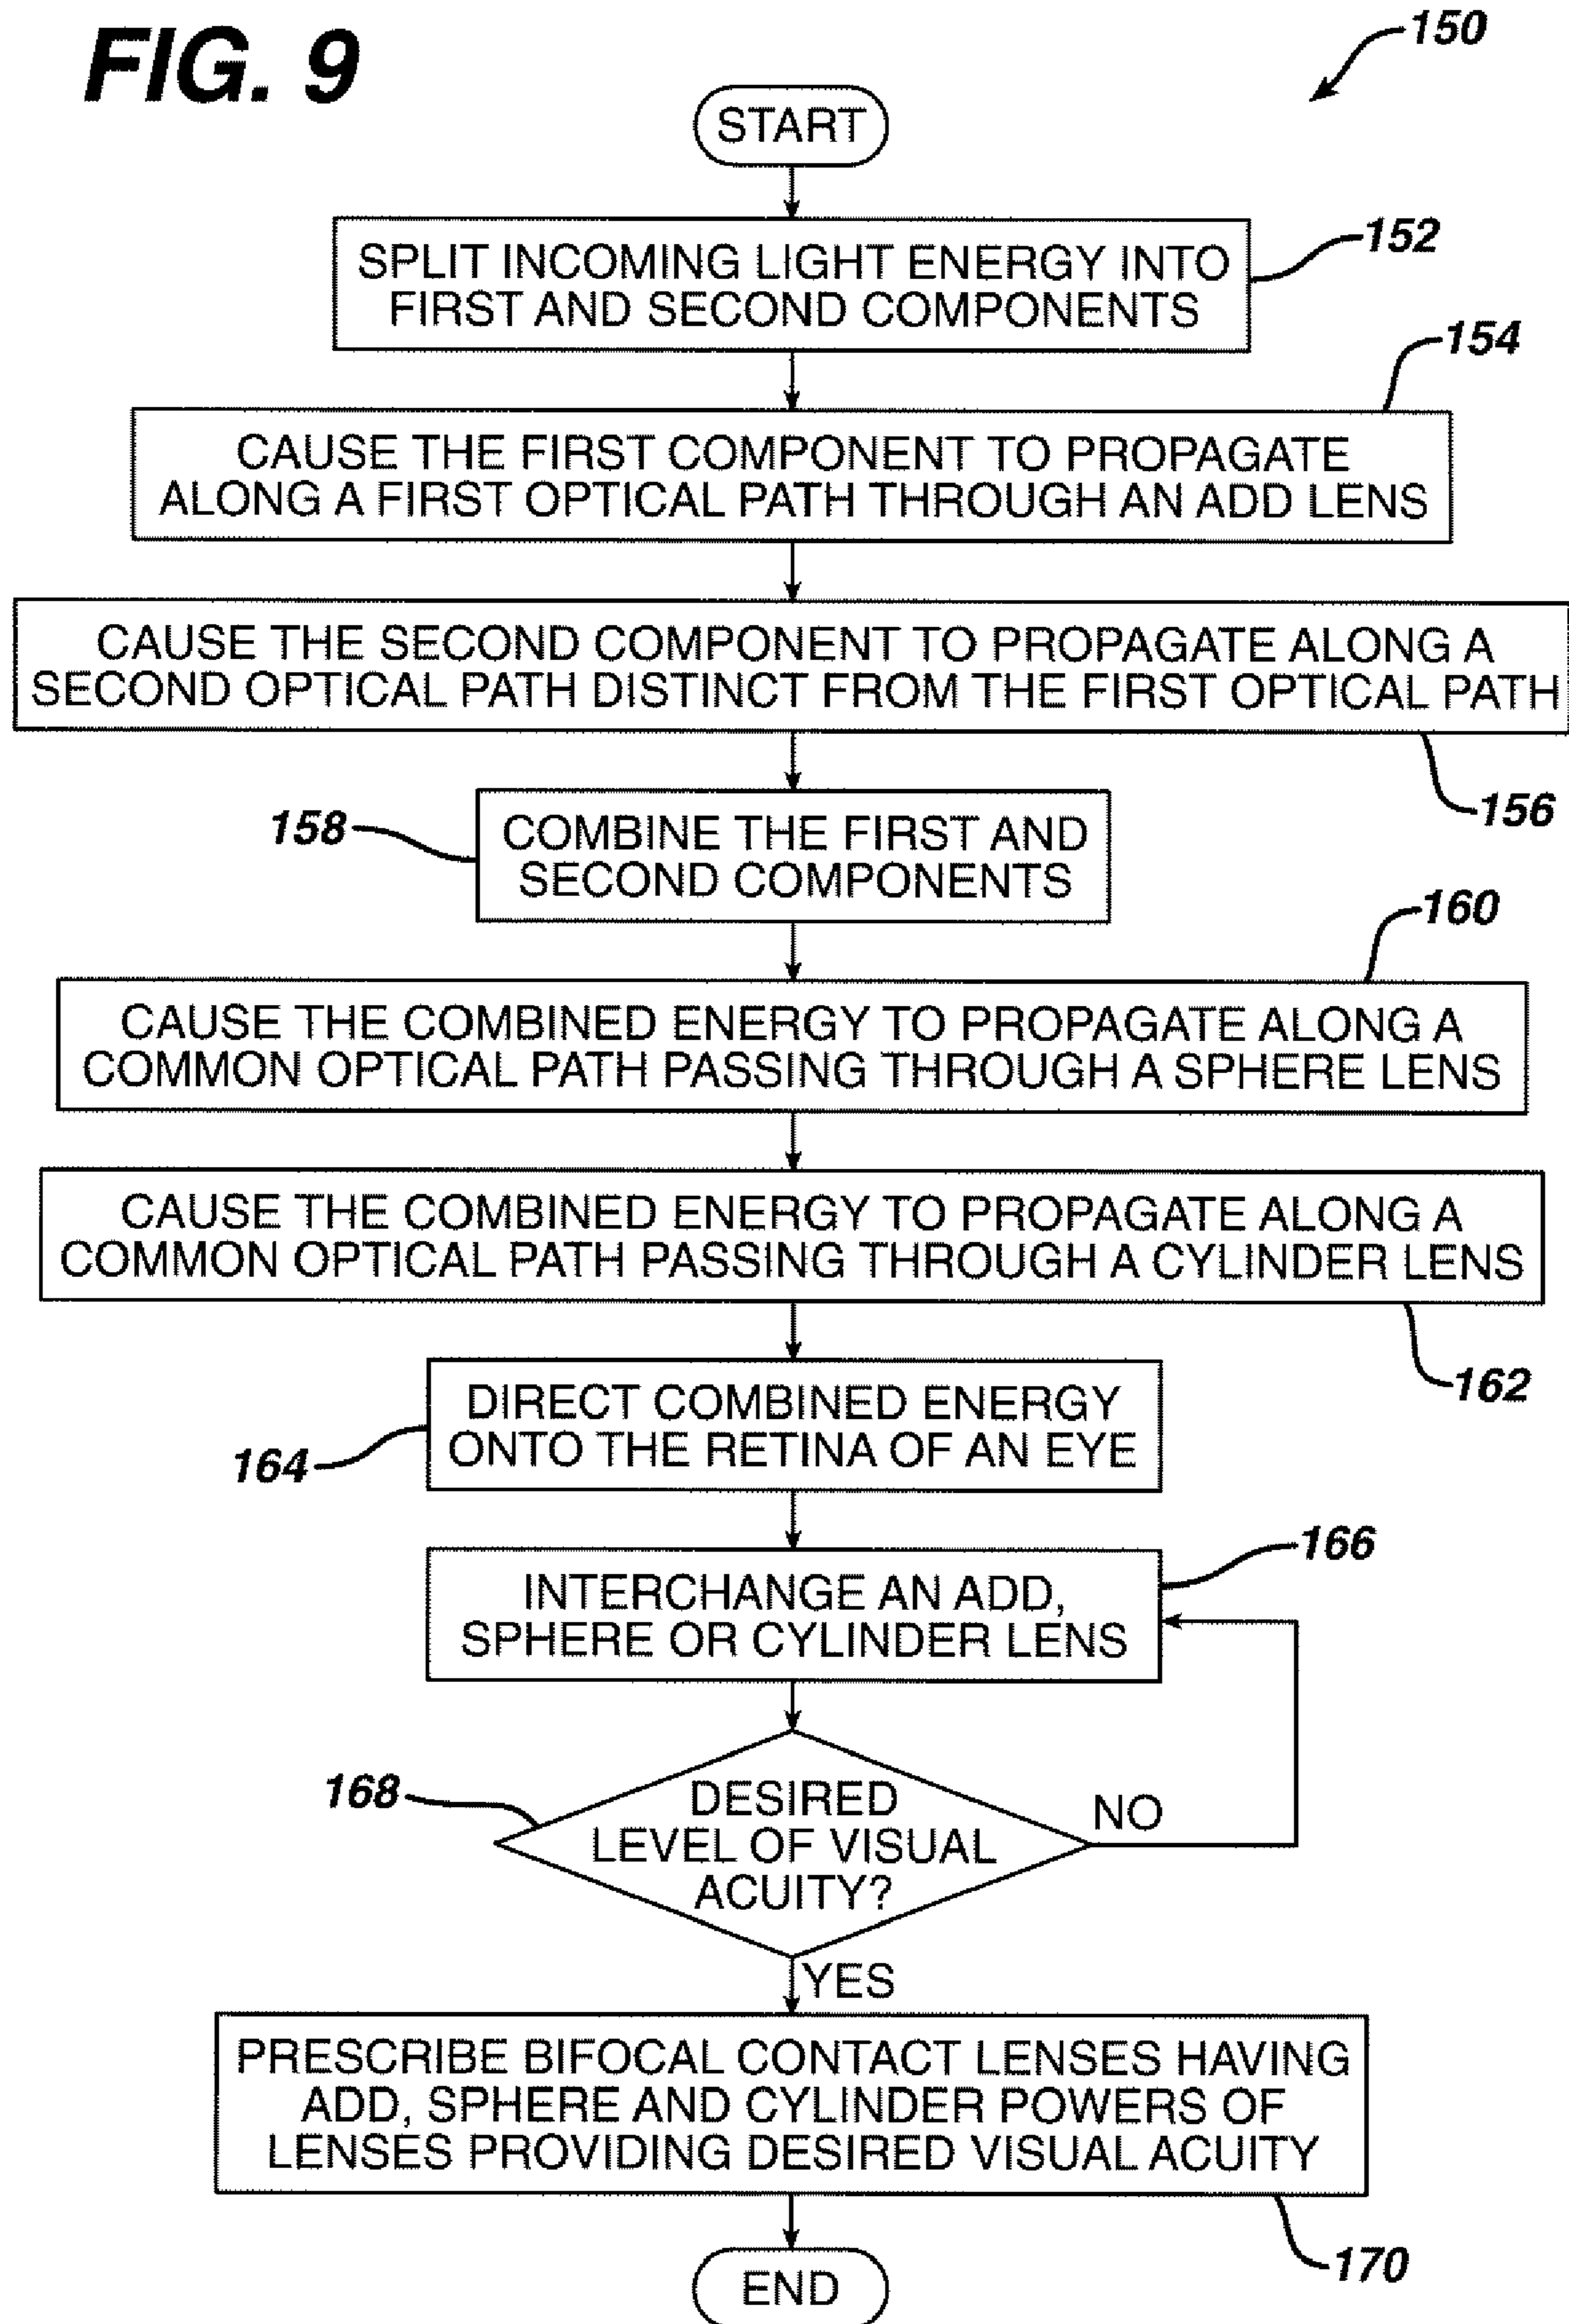 FIG. 9
150
START
SPLIT INCOMING LIGHT ENERGY INTO
FIRST AND SECOND COMPONENTS
152
154
CAUSE THE FIRST COMPONENT TO PROPAGATE
ALONG A FIRST OPTICAL PATH THROUGH AN ADD LENS
CAUSE THE SECOND COMPONENT TO PROPAGATE ALONG A
SECOND OPTICAL PATH DISTINCT FROM THE FIRST OPTICAL PATH
156
158
COMBINE THE FIRST AND
SECOND COMPONENTS
160
CAUSE THE COMBINED ENERGY TO PROPAGATE ALONG A
COMMON OPTICAL PATH PASSING THROUGH A SPHERE LENS
CAUSE THE COMBINED ENERGY TO PROPAGATE ALONG A
COMMON OPTICAL PATH PASSING THROUGH A CYLINDER LENS
162
DIRECT COMBINED ENERGY
ONTO THE RETINA OF AN EYE
164
166
INTERCHANGE AN ADD,
SPHERE OR CYLINDER LENS
168
DESIRED
LEVEL OF VISUAL
ACUITY?
NO
YES
PRESCRIBE BIFOCAL CONTACT LENSES HAVING
ADD, SPHERE AND CYLINDER POWERS OF
LENSES PROVIDING DESIRED VISUAL ACUITY
170
END